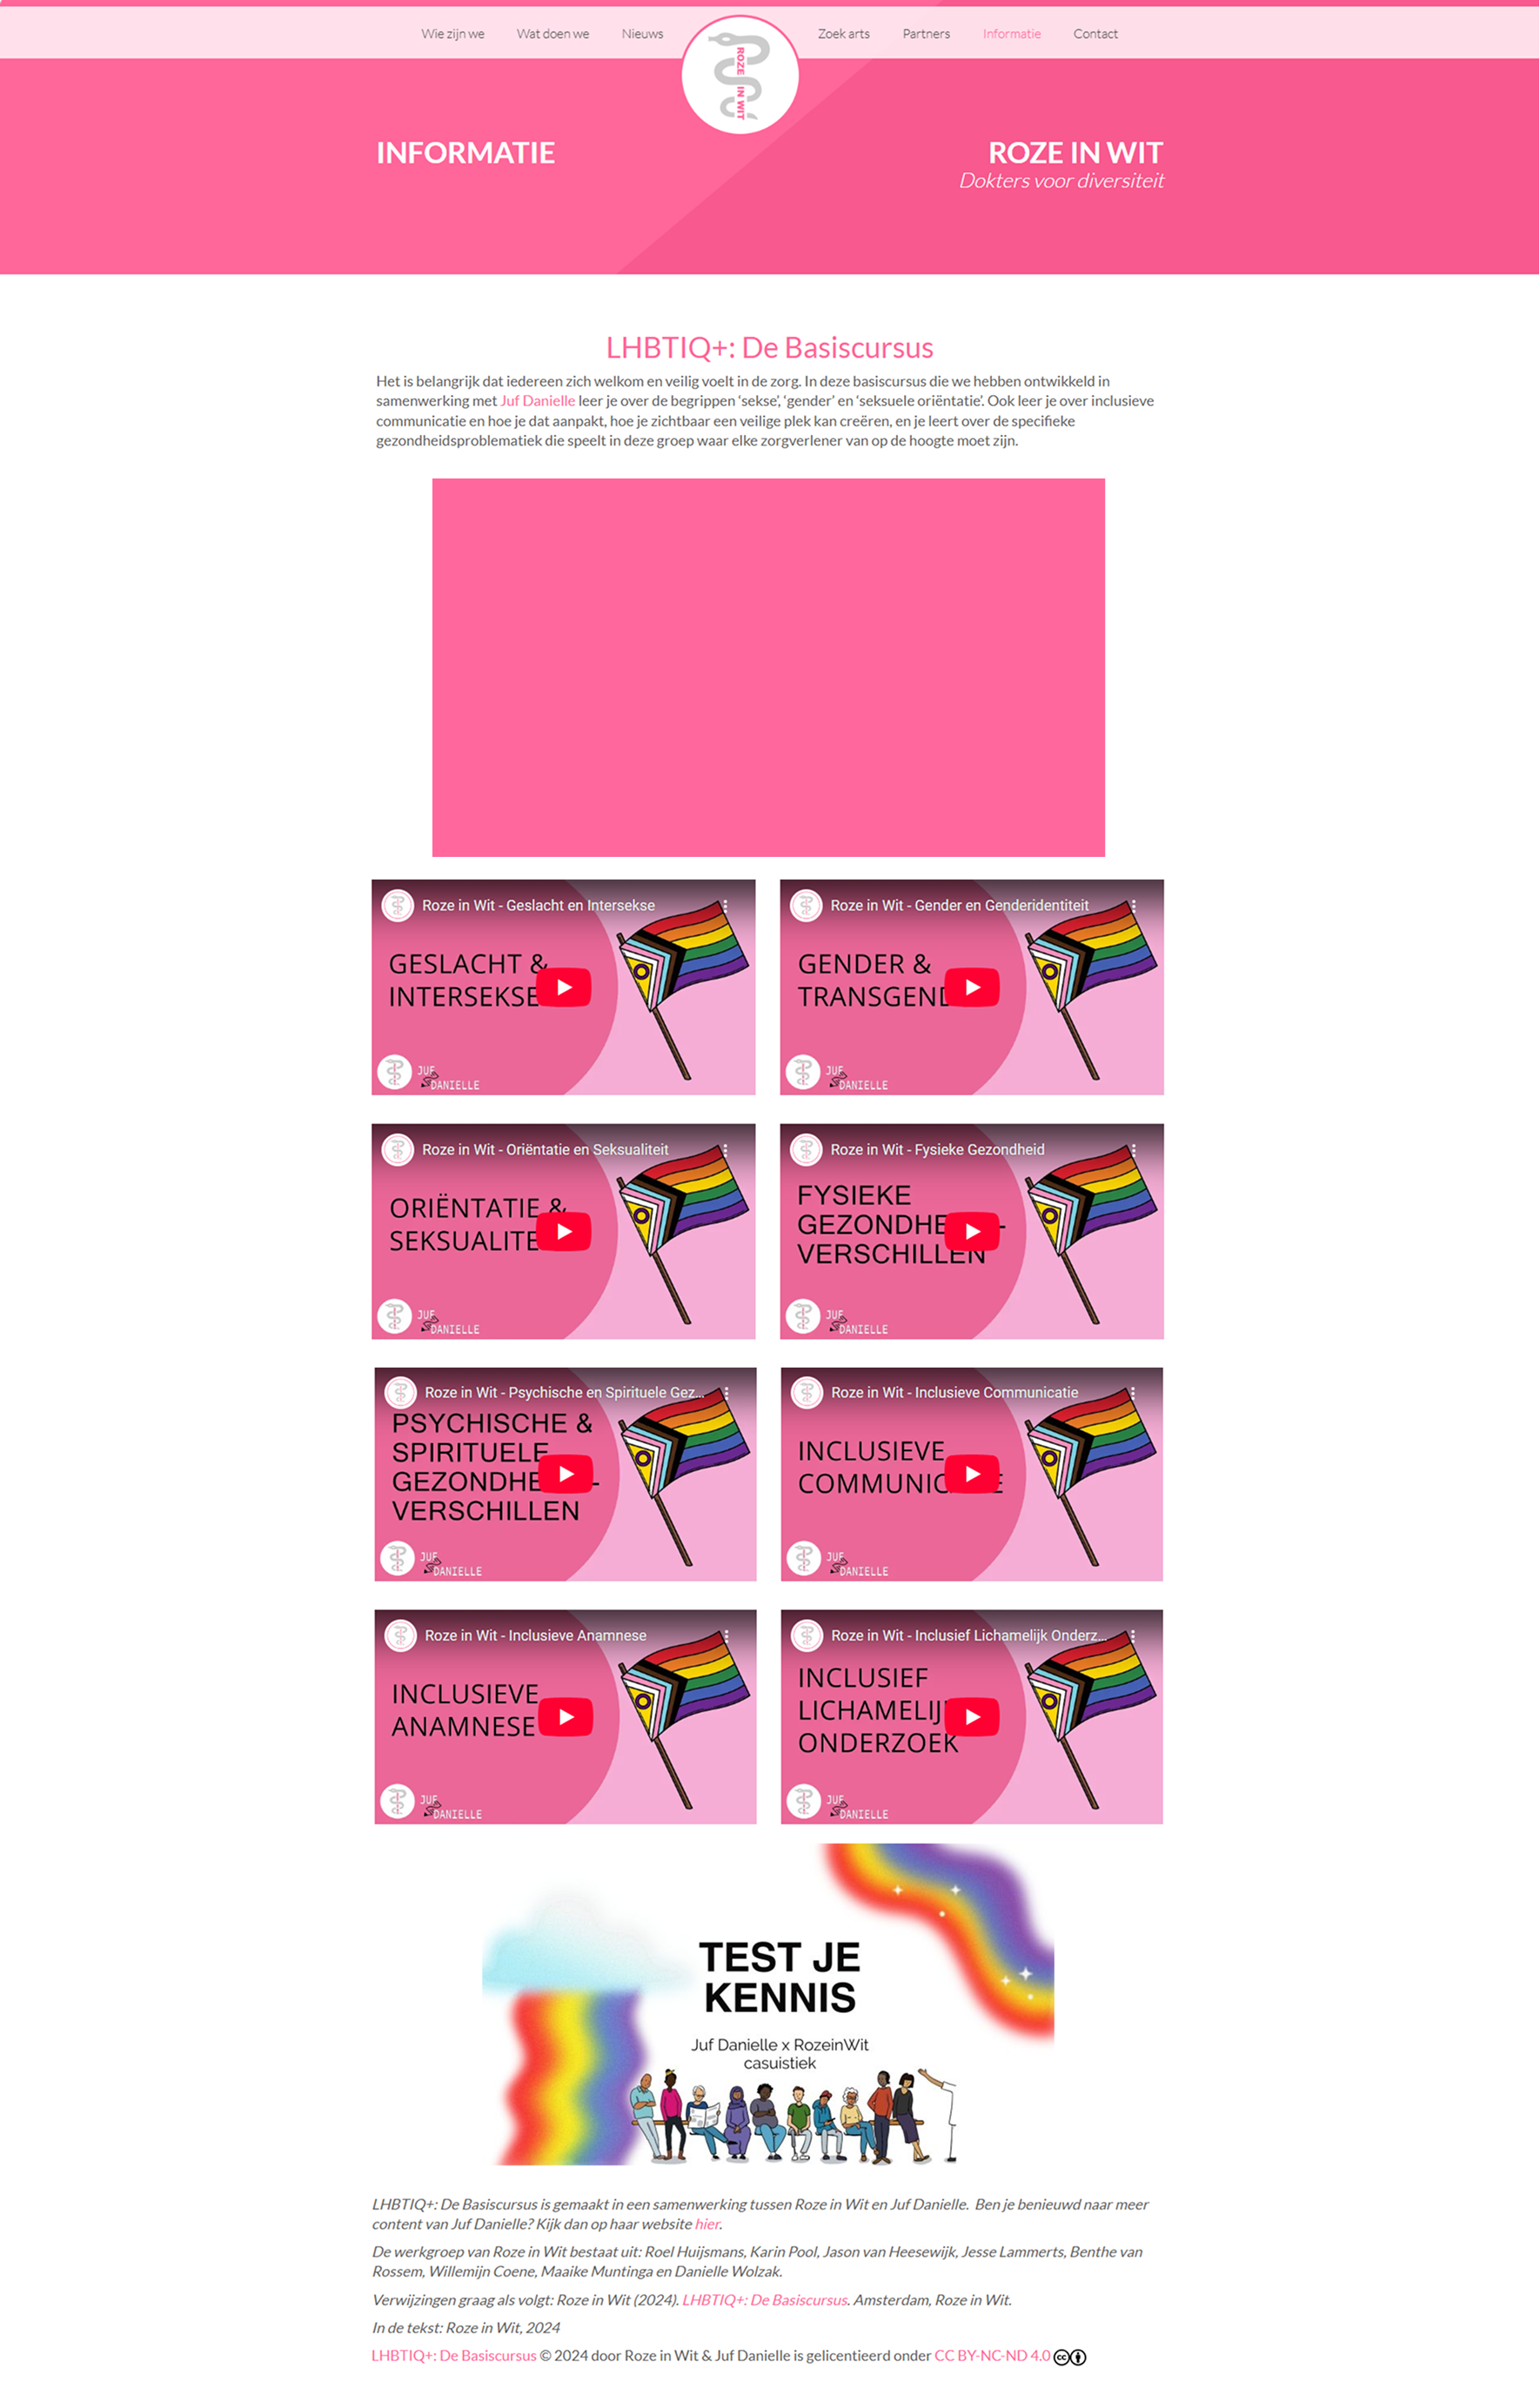 Wie zijn we Wat doen we Nieuws Zoek arts Partners Informatie Contact
ROZE IN WIT
INFORMATIE
ROZE IN WIT
Dokters voor diversiteit
LHBTIQ+: De Basiscursus
Het is belangrijk dat iedereen zich welkom en veilig voelt in de zorg. In deze basiscursus die we hebben ontwikkeld in
samenwerking met Juf Danielle leer je over de begrippen ‘sekse’, ‘gender’ en ‘seksuele oriëntatie’. Ook leer je over inclusieve
communicatie en hoe je dat aanpakt, hoe je zichtbaar een veilige plek kan creëren, en je leert over de specifieke
gezondheidsproblematiek die speelt in deze groep waar elke zorgverlener van op de hoogte moet zijn.
Roze in Wit - Geslacht en Intersekse
GESLACHT &
INTERSEKSE
JUF
DANIELLE
Roze in Wit - Gender en Genderidentiteit
GENDER &
TRANSGEND
JUF
DANIELLE
Roze in Wit - Oriëntatie en Seksualiteit
ORIËNTATIE &
SEKSUALITE
JUF
DANIELLE
Roze in Wit - Fysieke Gezondheid
FYSIEKE
GEZONDHE -
VERSCHILLEN
JUF
DANIELLE
Roze in Wit - Psychische en Spirituele Gez...
PSYCHISCHE &
SPIRITUELE
GEZONDHE -
VERSCHILLEN
JUF
DANIELLE
Roze in Wit - Inclusieve Communicatie
INCLUSIEVE
COMMUNIC E
JUF
DANIELLE
Roze in Wit - Inclusieve Anamnese
INCLUSIEVE
ANAMNESE
JUF
DANIELLE
Roze in Wit - Inclusief Lichamelijk Onderz...
INCLUSIEF
LICHAMELIJ
ONDERZOEK
JUF
DANIELLE
TEST JE
KENNIS
Juf Danielle x RozeinWit
casuistiek
LHBTIQ+: De Basiscursus is gemaakt in een samenwerking tussen Roze in Wit en Juf Danielle. Ben je benieuwd naar meer
content van Juf Danielle? Kijk dan op haar website hier.
De werkgroep van Roze in Wit bestaat uit: Roel Huijsmans, Karin Pool, Jason van Heesewijk, Jesse Lammerts, Benthe van
Rossem, Willemijn Coene, Maaike Muntinga en Danielle Wolzak.
Verwijzingen graag als volgt: Roze in Wit (2024). LHBTIQ+: De Basiscursus. Amsterdam, Roze in Wit.
In de tekst: Roze in Wit, 2024
LHBTIQ+: De Basiscursus © 2024 door Roze in Wit & Juf Danielle is gelicentieerd onder CC BY-NC-ND 4.0